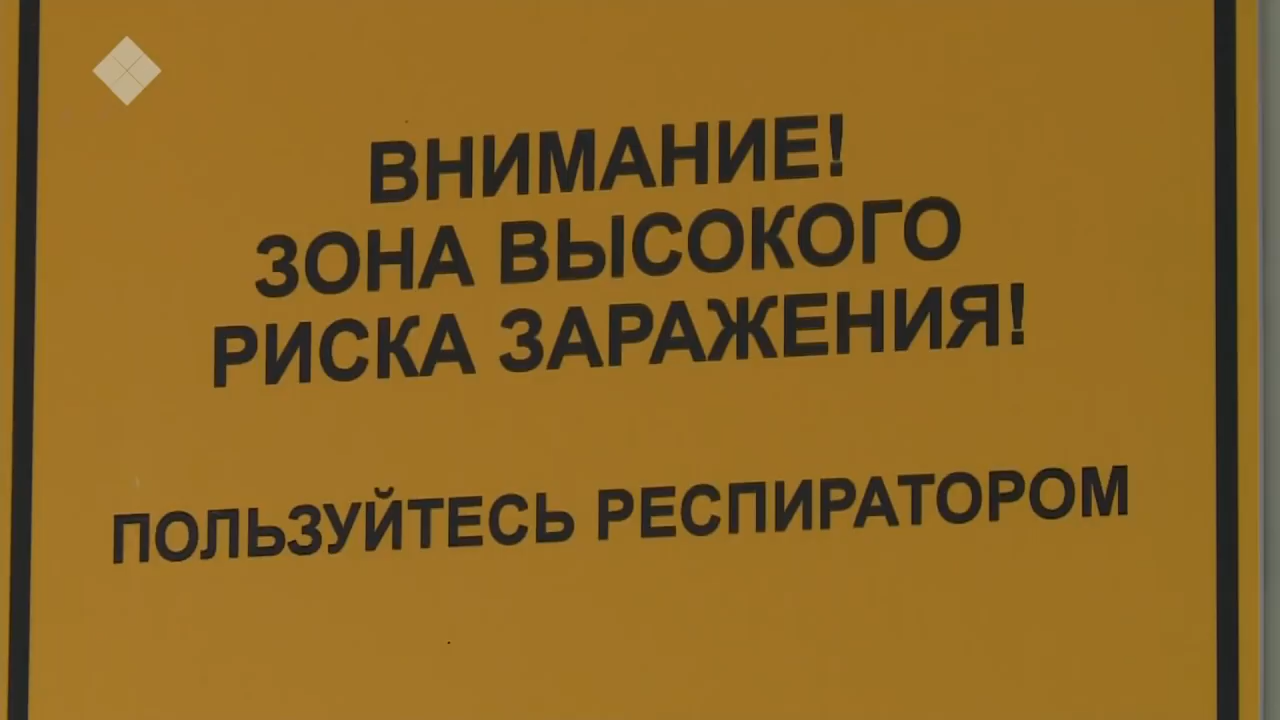 ВНИМАНИЕ!
ЗОНА ВЫСОКОГО
РИСКА ЗАРАЖЕНИЯ!
ПОЛЬЗУЙТЕСЬ РЕСПИРАТОРОМ